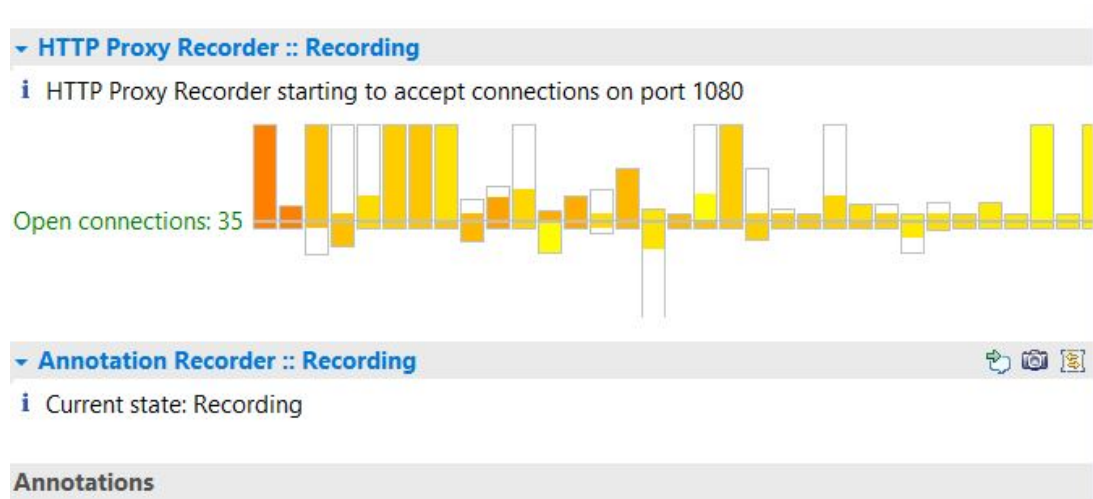 HTTP Proxy Recorder :: Recording
HTTP Proxy Recorder starting to accept connections on port 1080
Open connections: 35
Annotation Recorder :: Recording
Current state: Recording
Annotations